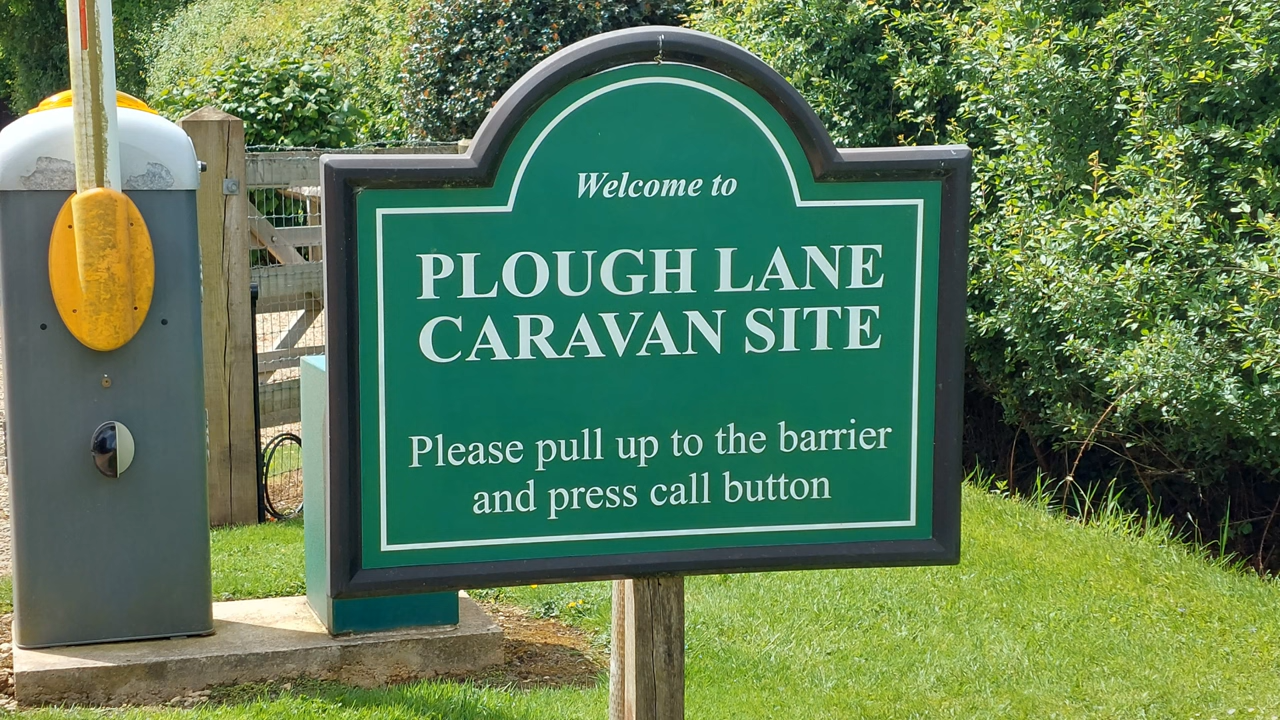 Welcome to
PLOUGH LANE
CARAVAN SITE
Please pull up to the barrier
and press call button